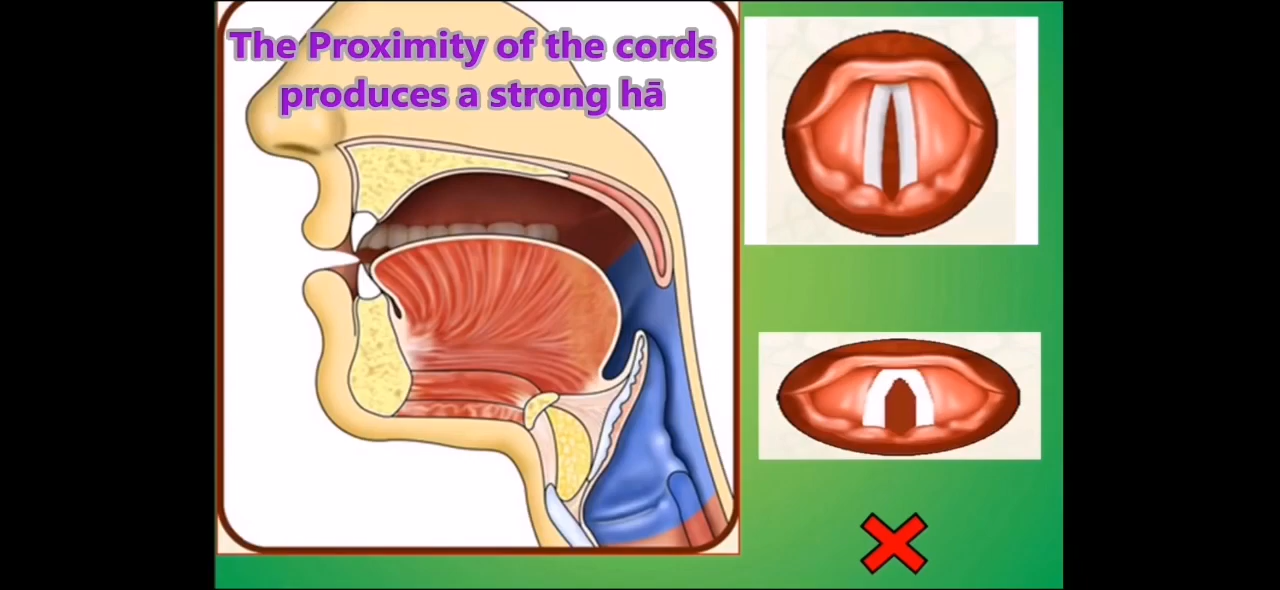 The Proximity of the cords
produces a strong hā